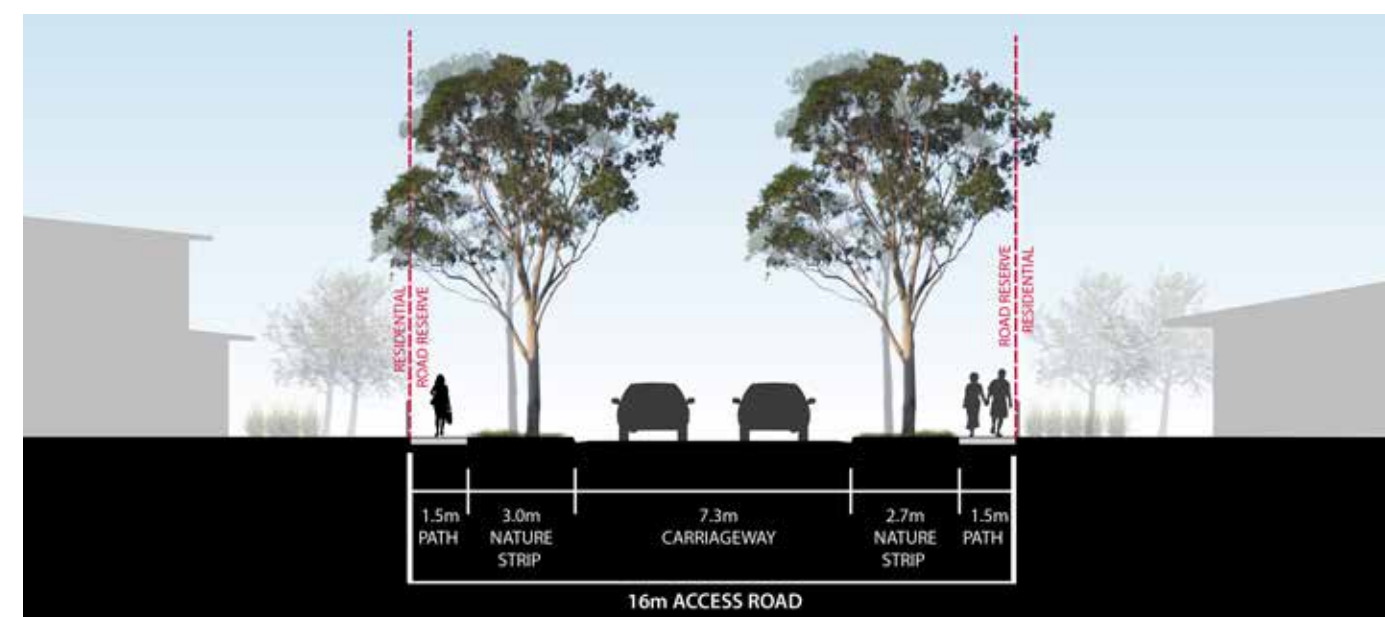 RESIDENTIAL
ROAD RESERVE
ROAD RESERVE
RESIDENTIAL
1.5m
PATH
3.0m
NATURE
STRIP
7.3m
CARRIAGEWAY
2.7m
NATURE
STRIP
1.5m
PATH
16m ACCESS ROAD